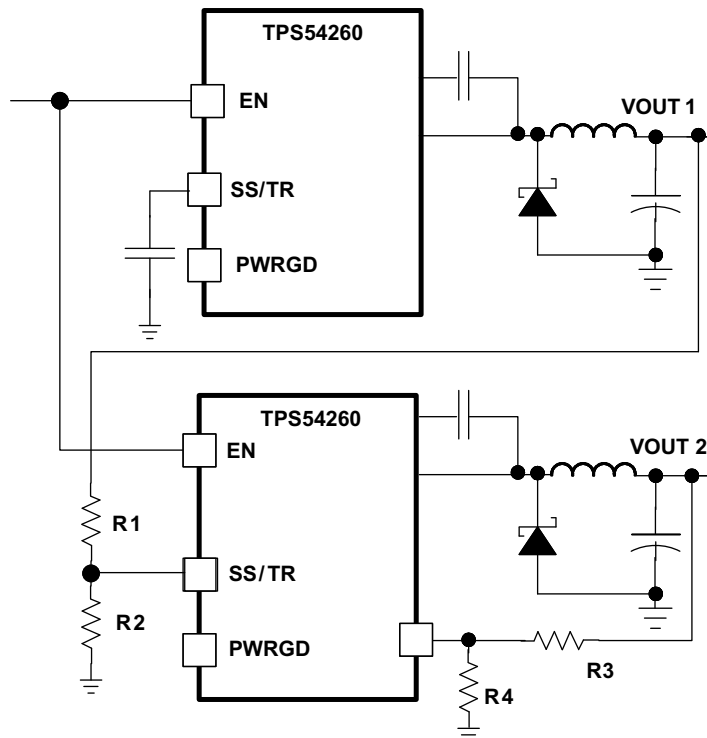 TPS54260
EN
VOUT 1
SS/TR
PWRGD
TPS54260
EN
VOUT 2
R1
SS/TR
R2
PWRGD
R3
R4